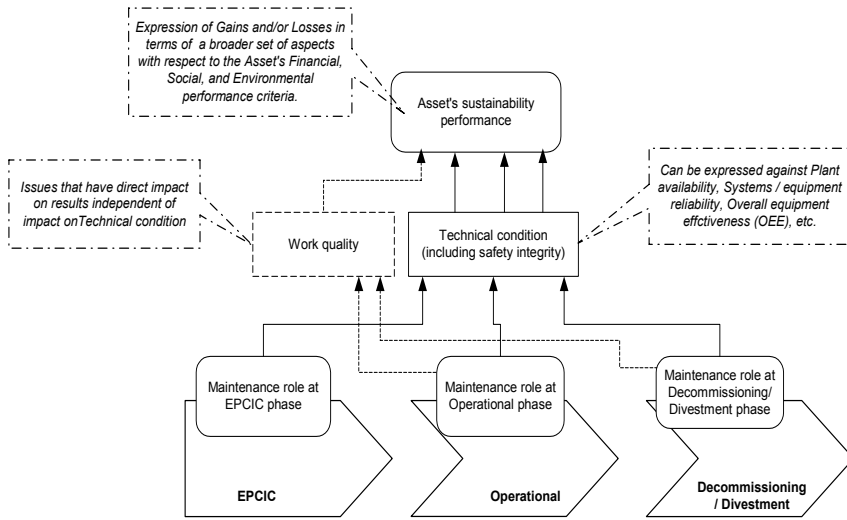 Expression of Gains and/or Losses in
terms of  a broader set of aspects
with respect to the Asset's Financial,
Social, and Environmental
performance criteria.
Asset's sustainability
performance
Issues that have direct impact
on results independent of
impact onTechnical condition
Can be expressed against Plant
availability, Systems / equipment
reliability, Overall equipment
effctiveness (OEE), etc.
Work quality
Technical condition
(including safety integrity)
Maintenance role at
EPCIC phase
Maintenance role at
Operational phase
Maintenance role at
Decommissioning/
Divestment phase
EPCIC
Operational
Decommissioning
/ Divestment